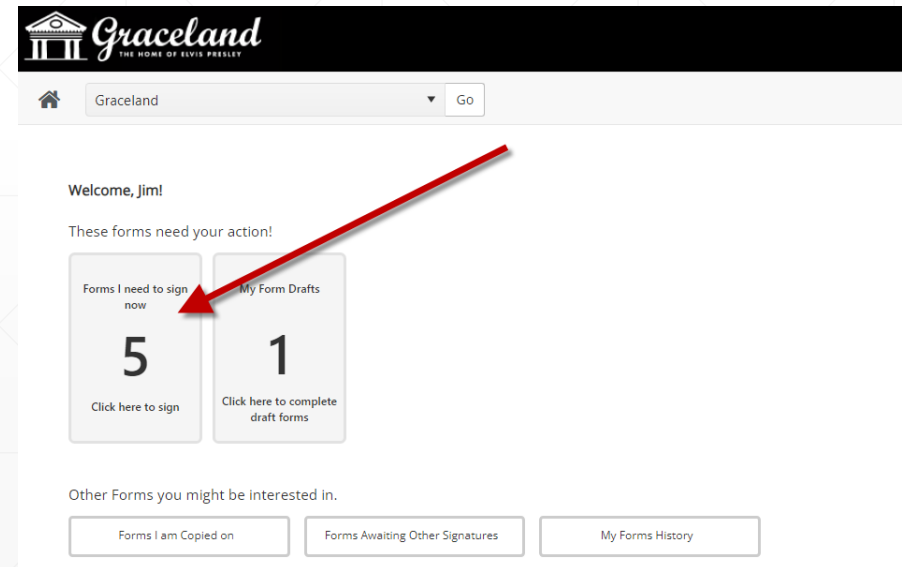 Graceland
THE HOME OF ELVIS PRESLEY
Graceland Go
Welcome, Jim!
These forms need your action!
Forms I need to sign
now
5
Click here to sign
My Form Drafts
1
Click here to complete
draft forms
Other Forms you might be interested in.
Forms I am Copied on
Forms Awaiting Other Signatures
My Forms History